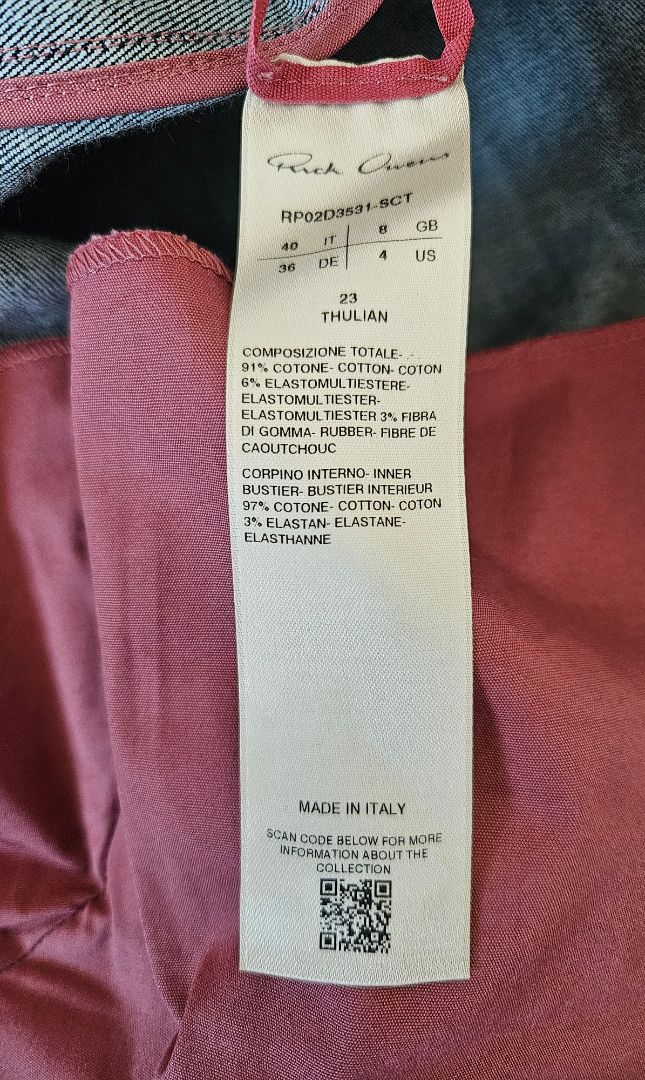 Rick Owens
RP02D3531-SCT
40 IT 8 GB
36 DE 4 US
23
THULIAN
COMPOSIZIONE TOTALE-
91% COTONE- COTTON- COTON
6% ELASTOMULTIESTERE-
ELASTOMULTIESTER-
ELASTOMULTIESTER 3% FIBRA
DI GOMMA- RUBBER- FIBRE DE
CAOUTCHOUC
CORPINO INTERNO- INNER
BUSTIER- BUSTIER INTERIEUR
97% COTONE- COTTON- COTON
3% ELASTAN- ELASTANE-
ELASTHANNE
MADE IN ITALY
SCAN CODE BELOW FOR MORE
INFORMATION ABOUT THE
COLLECTION